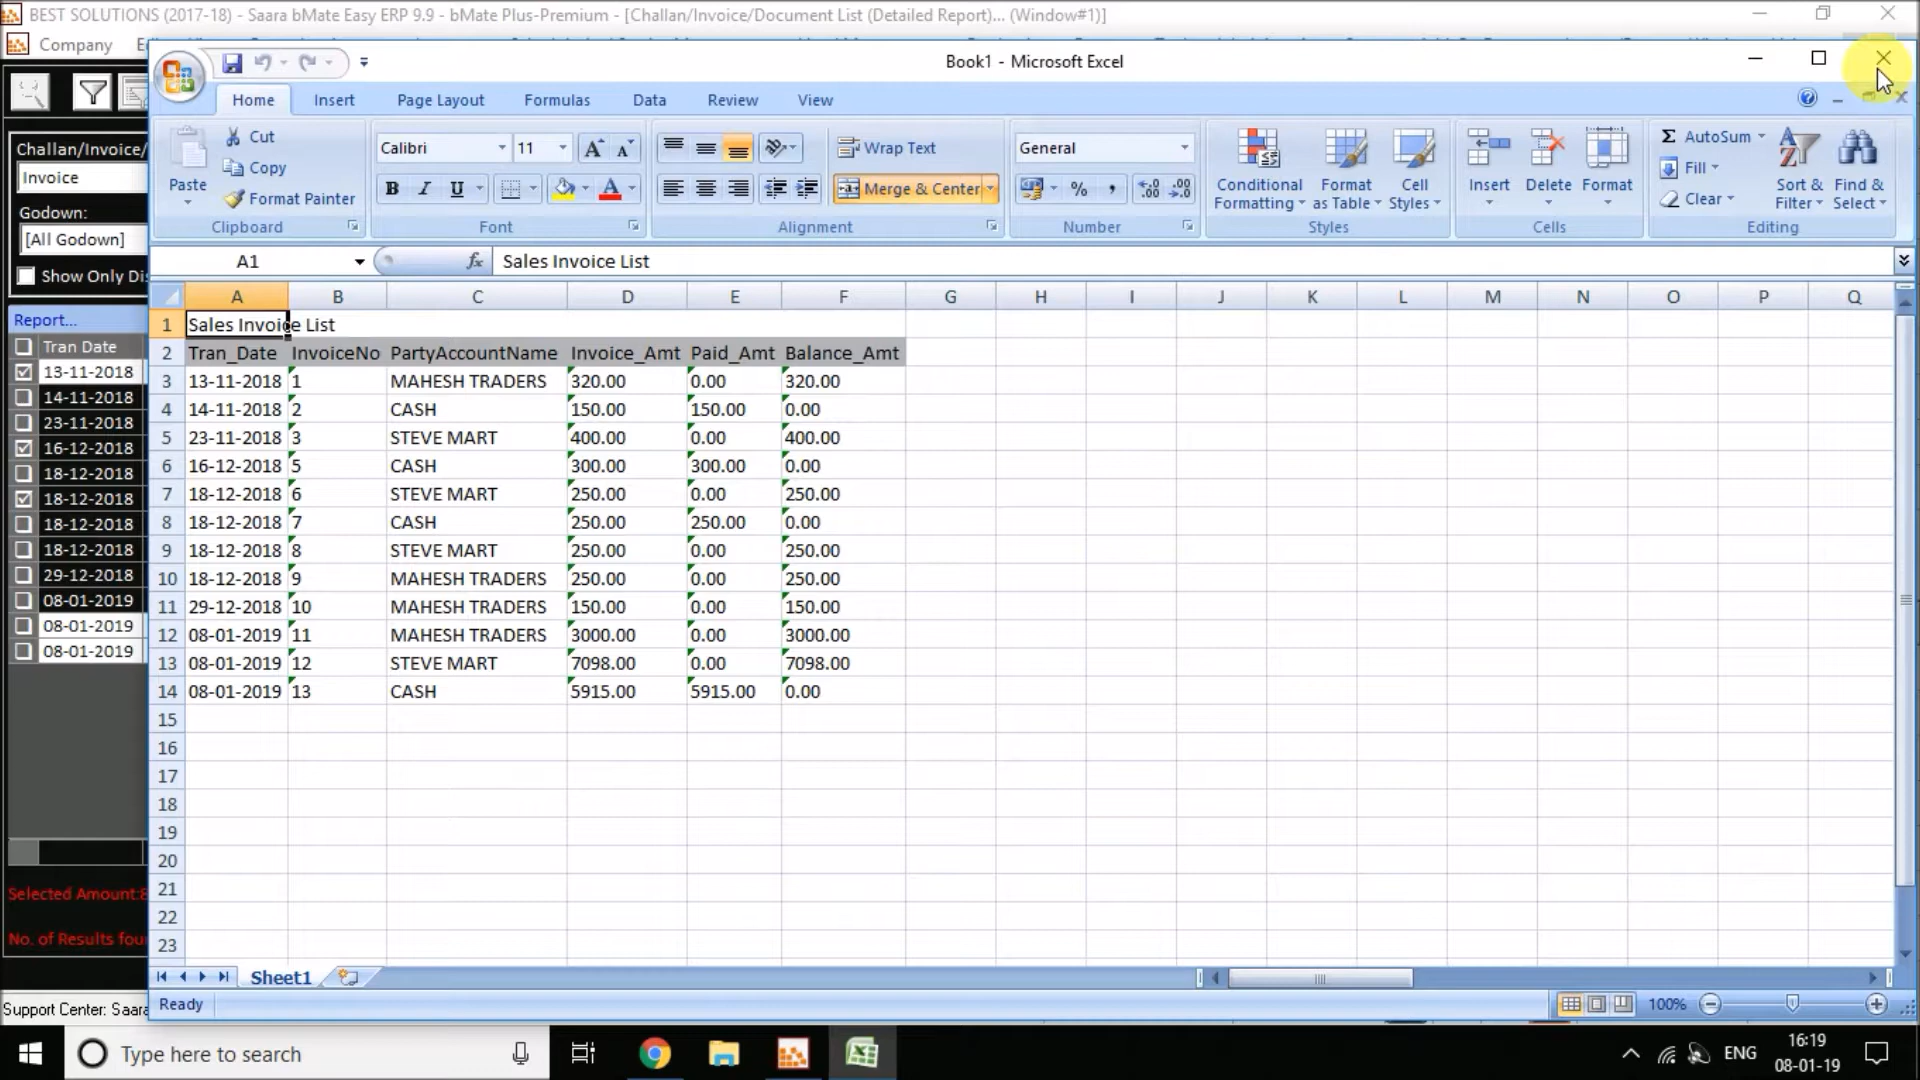 BEST SOLUTIONS (2017-18) - Saara bMate Easy ERP 9.9 - bMate Plus-Premium - [Challan/Invoice/Document List (Detailed Report)... (Window#1)]
Company
Book1 - Microsoft Excel
Home Insert Page Layout Formulas Data Review View
Challan/Invoice/
Invoice
Godown:
[All Godown]
Show Only Dis
Paste
Cut
Copy
Format Painter
Clipboard
Calibri 11
B I U
Font
Wrap Text
Merge & Center
Alignment
General
Number
Conditional Formatting
Format as Table
Cell Styles
Styles
Insert Delete Format
Cells
AutoSum
Fill
Clear
Sort & Filter
Find & Select
Editing
A1 fx Sales Invoice List
A B C D E F G H I J K L M N O P Q
1 Sales Invoice List
2 Tran_Date InvoiceNo PartyAccountName Invoice_Amt Paid_Amt Balance_Amt
3 13-11-2018 1 MAHESH TRADERS 320.00 0.00 320.00
4 14-11-2018 2 CASH 150.00 150.00 0.00
5 23-11-2018 3 STEVE MART 400.00 0.00 400.00
6 16-12-2018 5 CASH 300.00 300.00 0.00
7 18-12-2018 6 STEVE MART 250.00 0.00 250.00
8 18-12-2018 7 CASH 250.00 250.00 0.00
9 18-12-2018 8 STEVE MART 250.00 0.00 250.00
10 18-12-2018 9 MAHESH TRADERS 250.00 0.00 250.00
11 29-12-2018 10 MAHESH TRADERS 150.00 0.00 150.00
12 08-01-2019 11 MAHESH TRADERS 3000.00 0.00 3000.00
13 08-01-2019 12 STEVE MART 7098.00 0.00 7098.00
14 08-01-2019 13 CASH 5915.00 5915.00 0.00
15
16
17
18
19
20
21
22
23
Report...
Tran Date
13-11-2018
14-11-2018
23-11-2018
16-12-2018
18-12-2018
18-12-2018
18-12-2018
18-12-2018
29-12-2018
08-01-2019
08-01-2019
08-01-2019
Selected Amount:8
No. of Results fou
Sheet1
Support Center: Saara
Ready 100%
Type here to search
ENG
16:19
08-01-19